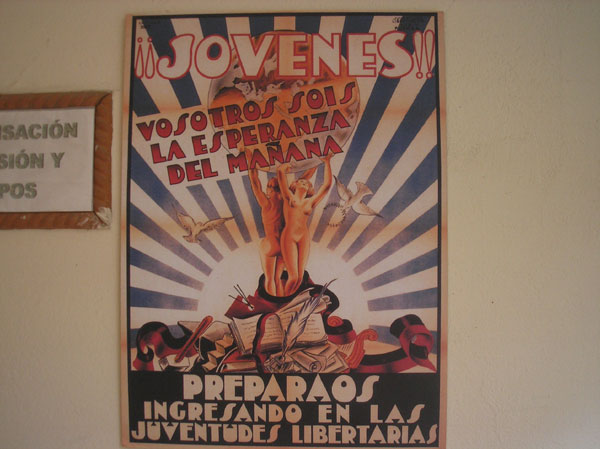 ¡¡JOVENES!!
VOSOTROS SOIS
LA ESPERANZA
DEL MAÑANA
PREPARAOS
INGRESANDO EN LAS
JUVENTUDES LIBERTARIAS
ISACIÓN
SIÓN Y
POS